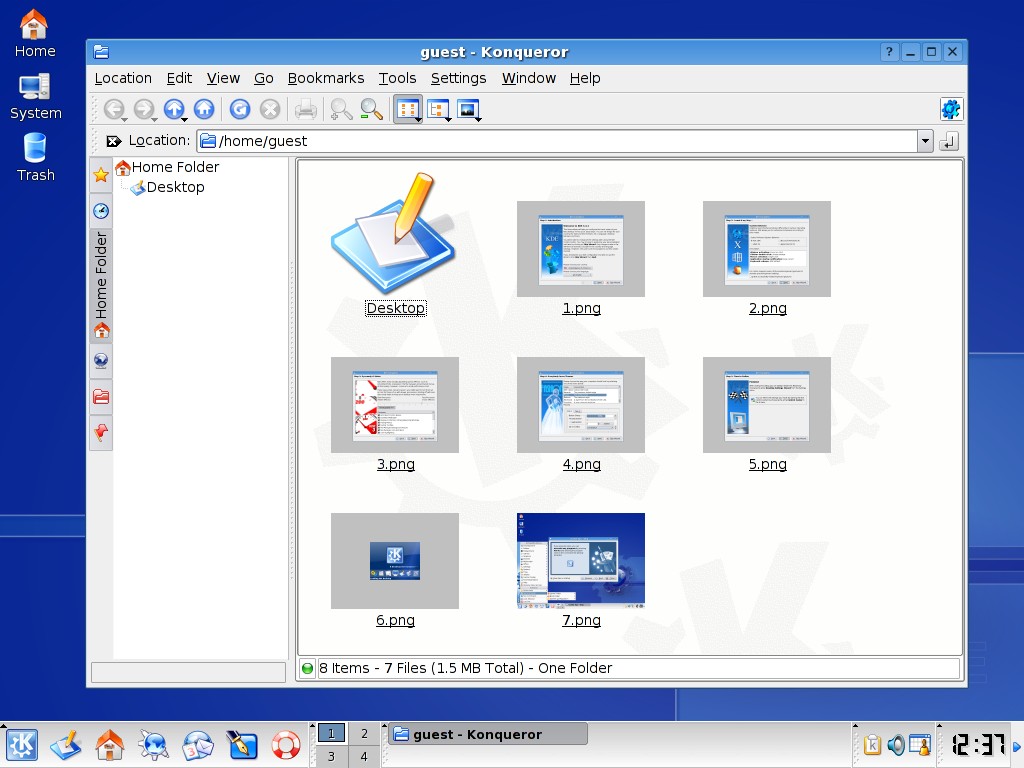 Home
System
Trash
guest - Konqueror
Location Edit View Go Bookmarks Tools Settings Window Help
Location: /home/guest
Home Folder
Desktop
Home Folder
Desktop
1.png
2.png
3.png
4.png
5.png
6.png
7.png
8 Items - 7 Files (1.5 MB Total) - One Folder
1 2
3 4
guest - Konqueror
12:37